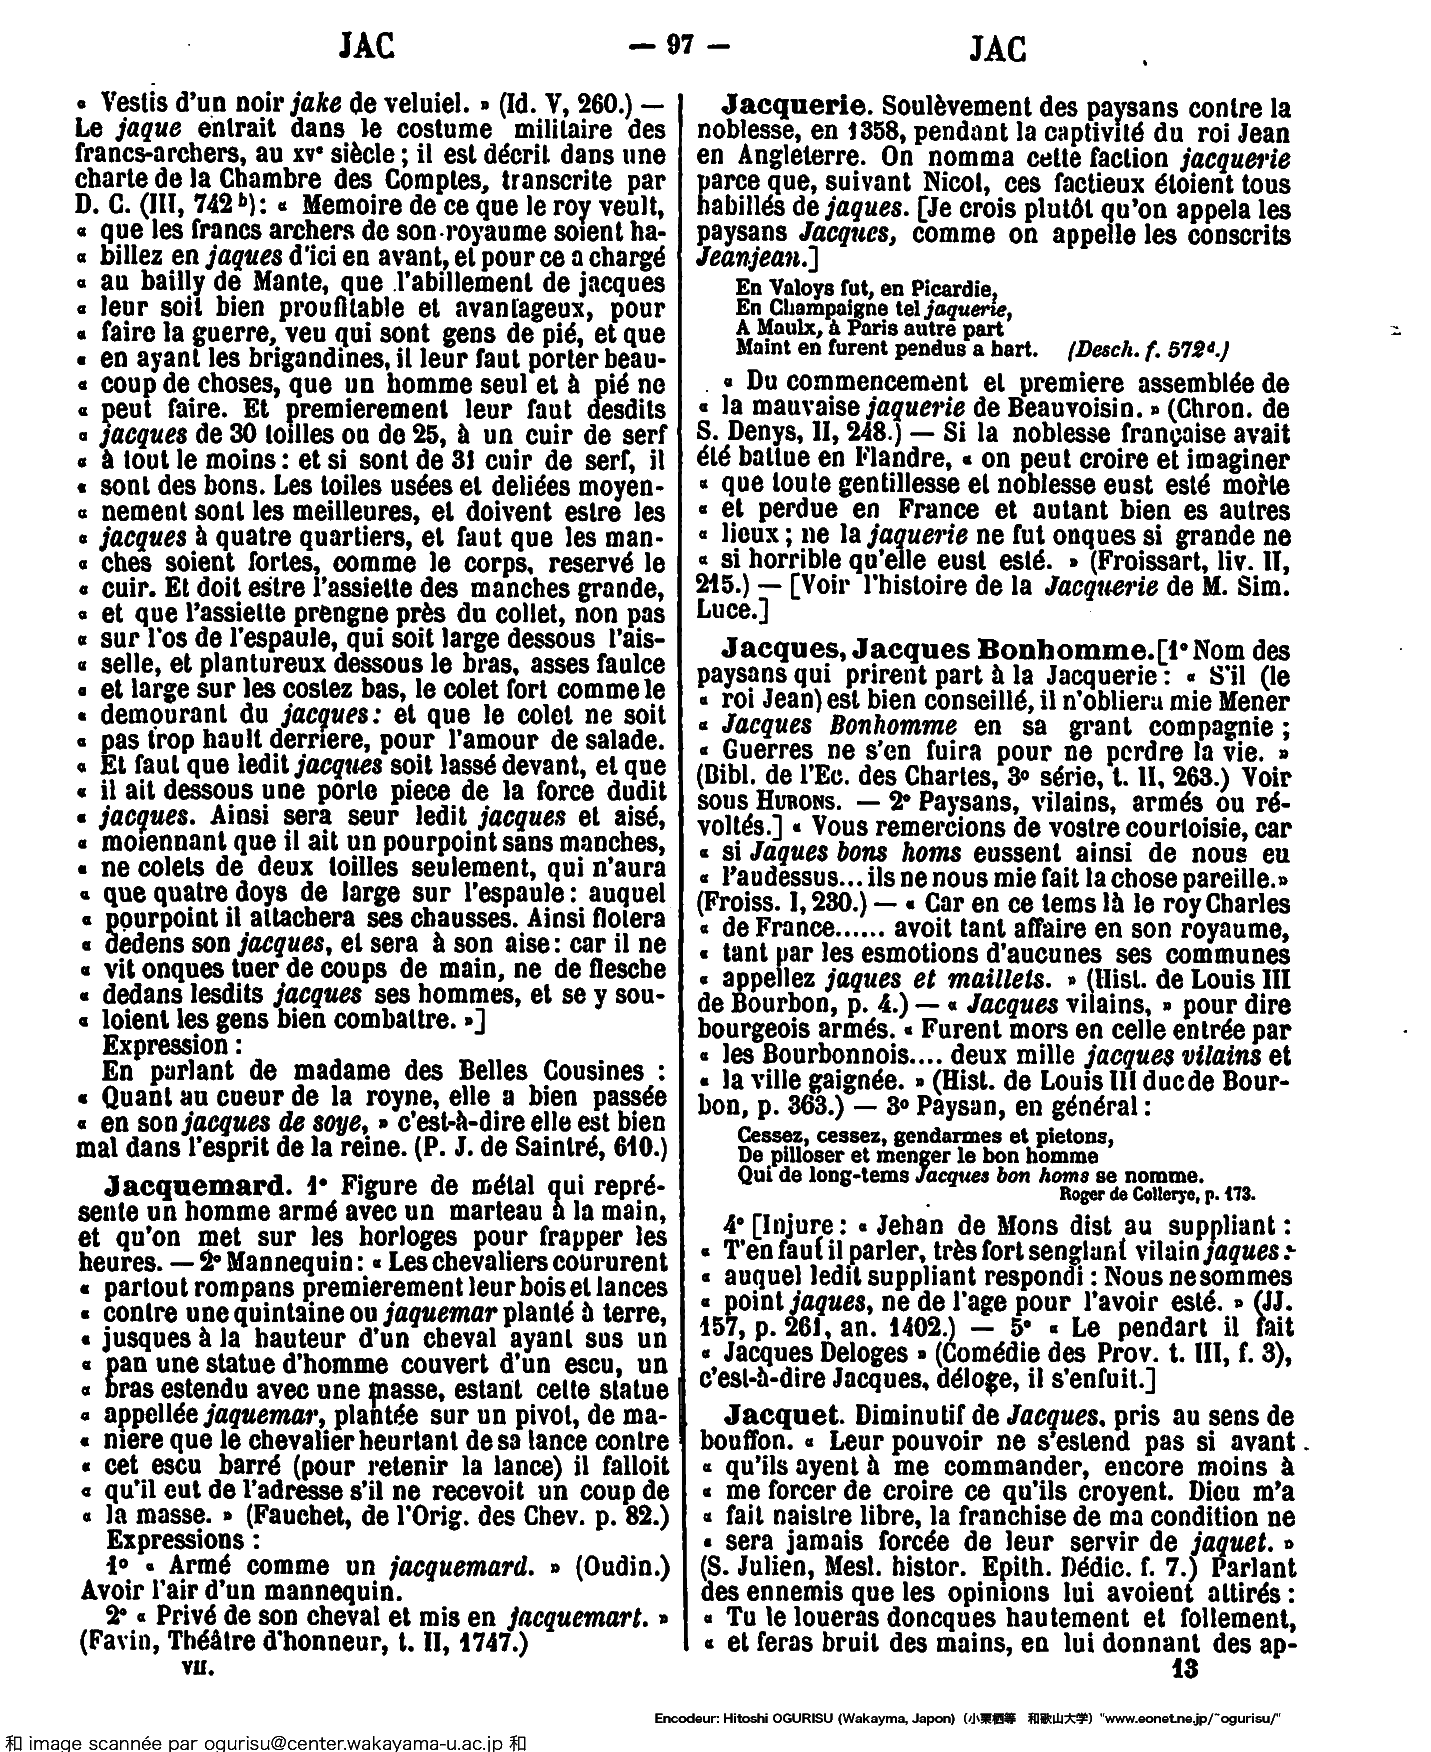 JAC
— 97 —
JAC
« Vestis d'un noir jake de veluiel. » (Id. V, 260.) —
Le jaque entrait dans le costume militaire des
francs-archers, au XVe siècle ; il est décrit dans une
charte de la Chambre des Comptes, transcrite par
D. C. (III, 742 b) : « Memoire de ce que le roy veult,
« que les francs archers de son royaume soient ha-
« billez en jaques d'ici en avant, et pour ce a chargé
« au bailly de Mante, que l'abillement de jacques
« leur soit bien proufitable et avantageux, pour
« faire la guerre, veu qui sont gens de pié, et que
« en ayant les brigandines, il leur faut porter beau-
« coup de choses, que un homme seul et à pié ne
« peut faire. Et premierement leur faut desdits
« jacques de 30 toilles ou de 25, à un cuir de serf
« à tout le moins : et si sont de 31 cuir de serf, il
« sont des bons. Les toiles usées et deliées moyen-
« nement sont les meilleures, et doivent estre les
« jacques à quatre quartiers, et faut que les man-
« ches soient fortes, comme le corps, reservé le
« cuir. Et doit estre l'assiette des manches grande,
« et que l'assiette prengne près du collet, non pas
« sur l'os de l'espaule, qui soit large dessous l'ais-
« selle, et plantureux dessous le bras, asses faulce
« et large sur les costez bas, le colet fort comme le
« demourant du jacques : et que le colet ne soit
« pas trop hault derriere, pour l'amour de salade.
« Et faut que ledit jacques soit lassé devant, et que
« il ait dessous une porte piece de la force dudit
« jacques. Ainsi sera seur ledit jacques et aisé,
« moiennant que il ait un pourpoint sans manches,
« ne colets de deux toilles seulement, qui n'aura
« que quatre doys de large sur l'espaule : auquel
« pourpoint il attachera ses chausses. Ainsi flotera
« dedens son jacques, et sera à son aise : car il ne
« vit onques tuer de coups de main, ne de flesche
« dedans lesdits jacques ses hommes, et se y sou-
« loient les gens bien combattre. »]
Expression :
En parlant de madame des Belles Cousines :
« Quant au cueur de la royne, elle a bien passée
« en son jacques de soye, » c'est-à-dire elle est bien
mal dans l'esprit de la reine. (P. J. de Saintré, 610.)
Jacquemard. 1° Figure de métal qui repré-
sente un homme armé avec un marteau à la main,
et qu'on met sur les horloges pour frapper les
heures. — 2° Mannequin : « Les chevaliers coururent
« partout rompans premierement leur bois et lances
« contre une quintaine ou jaquemar planté à terre,
« jusques à la hauteur d'un cheval ayant sus un
« pan une statue d'homme couvert d'un escu, un
« bras estendu avec une masse, estant cette statue
« appellée jaquemar, plantée sur un pivot, de ma-
« niere que le chevalier heurtant de sa lance contre
« cet escu barré (pour retenir la lance) il falloit
« qu'il eut de l'adresse s'il ne recevoit un coup de
« la masse. » (Fauchet, de l'Orig. des Chev. p. 82.)
Expressions :
1° « Armé comme un jacquemard. » (Oudin.)
Avoir l'air d'un mannequin.
2° « Privé de son cheval et mis en jacquemart. »
(Favin, Théâtre d'honneur, t. II, 1747.)
VII.
Jacquerie. Soulèvement des paysans contre la
noblesse, en 1358, pendant la captivité du roi Jean
en Angleterre. On nomma cette faction jacquerie
parce que, suivant Nicot, ces factieux étoient tous
habillés de jaques. [Je crois plutôt qu'on appela les
paysans Jacques, comme on appelle les conscrits
Jeanjean.]
En Valoys fut, en Picardie,
En Champaigne tel jaquerie,
A Maulx, à Paris autre part
Maint en furent pendus a hart. (Desch. f. 572d.)
« Du commencement et premiere assemblée de
« la mauvaise jaquerie de Beauvoisin. » (Chron. de
S. Denys, II, 248.) — Si la noblesse française avait
été battue en Flandre, « on peut croire et imaginer
« que toute gentillesse et noblesse eust esté morte
« et perdue en France et autant bien es autres
« lieux ; ne la jaquerie ne fut onques si grande ne
« si horrible qu'elle eust esté. » (Froissart, liv. II,
215.) — [Voir l'histoire de la Jacquerie de M. Sim.
Luce.]
Jacques, Jacques Bonhomme. [1° Nom des
paysans qui prirent part à la Jacquerie : « S'il (le
« roi Jean) est bien conseillé, il n'obliera mie Mener
« Jacques Bonhomme en sa grant compagnie ;
« Guerres ne s'en fuira pour ne perdre la vie. »
(Bibl. de l'Ec. des Chartes, 3° série, t. II, 263.) Voir
sous HURONS. — 2° Paysans, vilains, armés ou ré-
voltés.] « Vous remercions de vostre courtoisie, car
« si Jaques bons homs eussent ainsi de nous eu
« l'audessus... ils ne nous mie fait la chose pareille.»
(Froiss. I, 230.) — « Car en ce tems là le roy Charles
« de France...... avoit tant affaire en son royaume,
« tant par les esmotions d'aucunes ses communes
« appellez jaques et maillets. » (Hist. de Louis III
de Bourbon, p. 4.) — « Jacques vilains, » pour dire
bourgeois armés. « Furent mors en celle entrée par
« les Bourbonnois.... deux mille jacques vilains et
« la ville gaignée. » (Hist. de Louis III duc de Bour-
bon, p. 363.) — 3° Paysan, en général :
Cessez, cessez, gendarmes et pietons,
De pilloser et menger le bon homme
Qui de long-tems Jacques bon homs se nomme.
Roger de Collerye, p. 173.
4° [Injure : « Jehan de Mons dist au suppliant :
« T'en faut il parler, très fort senglant vilain jaques :
« auquel ledit suppliant respondi : Nous ne sommes
« point jaques, ne de l'age pour l'avoir esté. » (JJ.
157, p. 261, an. 1402.) — 5° « Le pendart il fait
« Jacques Deloges » (Comédie des Prov. t. III, f. 3),
c'est-à-dire Jacques, déloge, il s'enfuit.]
Jacquet. Diminutif de Jacques, pris au sens de
bouffon. « Leur pouvoir ne s'estend pas si avant
« qu'ils ayent à me commander, encore moins à
« me forcer de croire ce qu'ils croyent. Dieu m'a
« fait naistre libre, la franchise de ma condition ne
« sera jamais forcée de leur servir de jaquet. »
(S. Julien, Mesl. histor. Epith. Dédic. f. 7.) Parlant
des ennemis que les opinions lui avoient attirés :
« Tu le loueras doncques hautement et follement,
« et feras bruit des mains, en lui donnant des ap-
13
Encodeur: Hitoshi OGURISU (Wakayma, Japon) (小栗栖等 和歌山大学) "www.eonet.ne.jp/~ogurisu/"
和 image scannée par ogurisu@center.wakayama-u.ac.jp 和